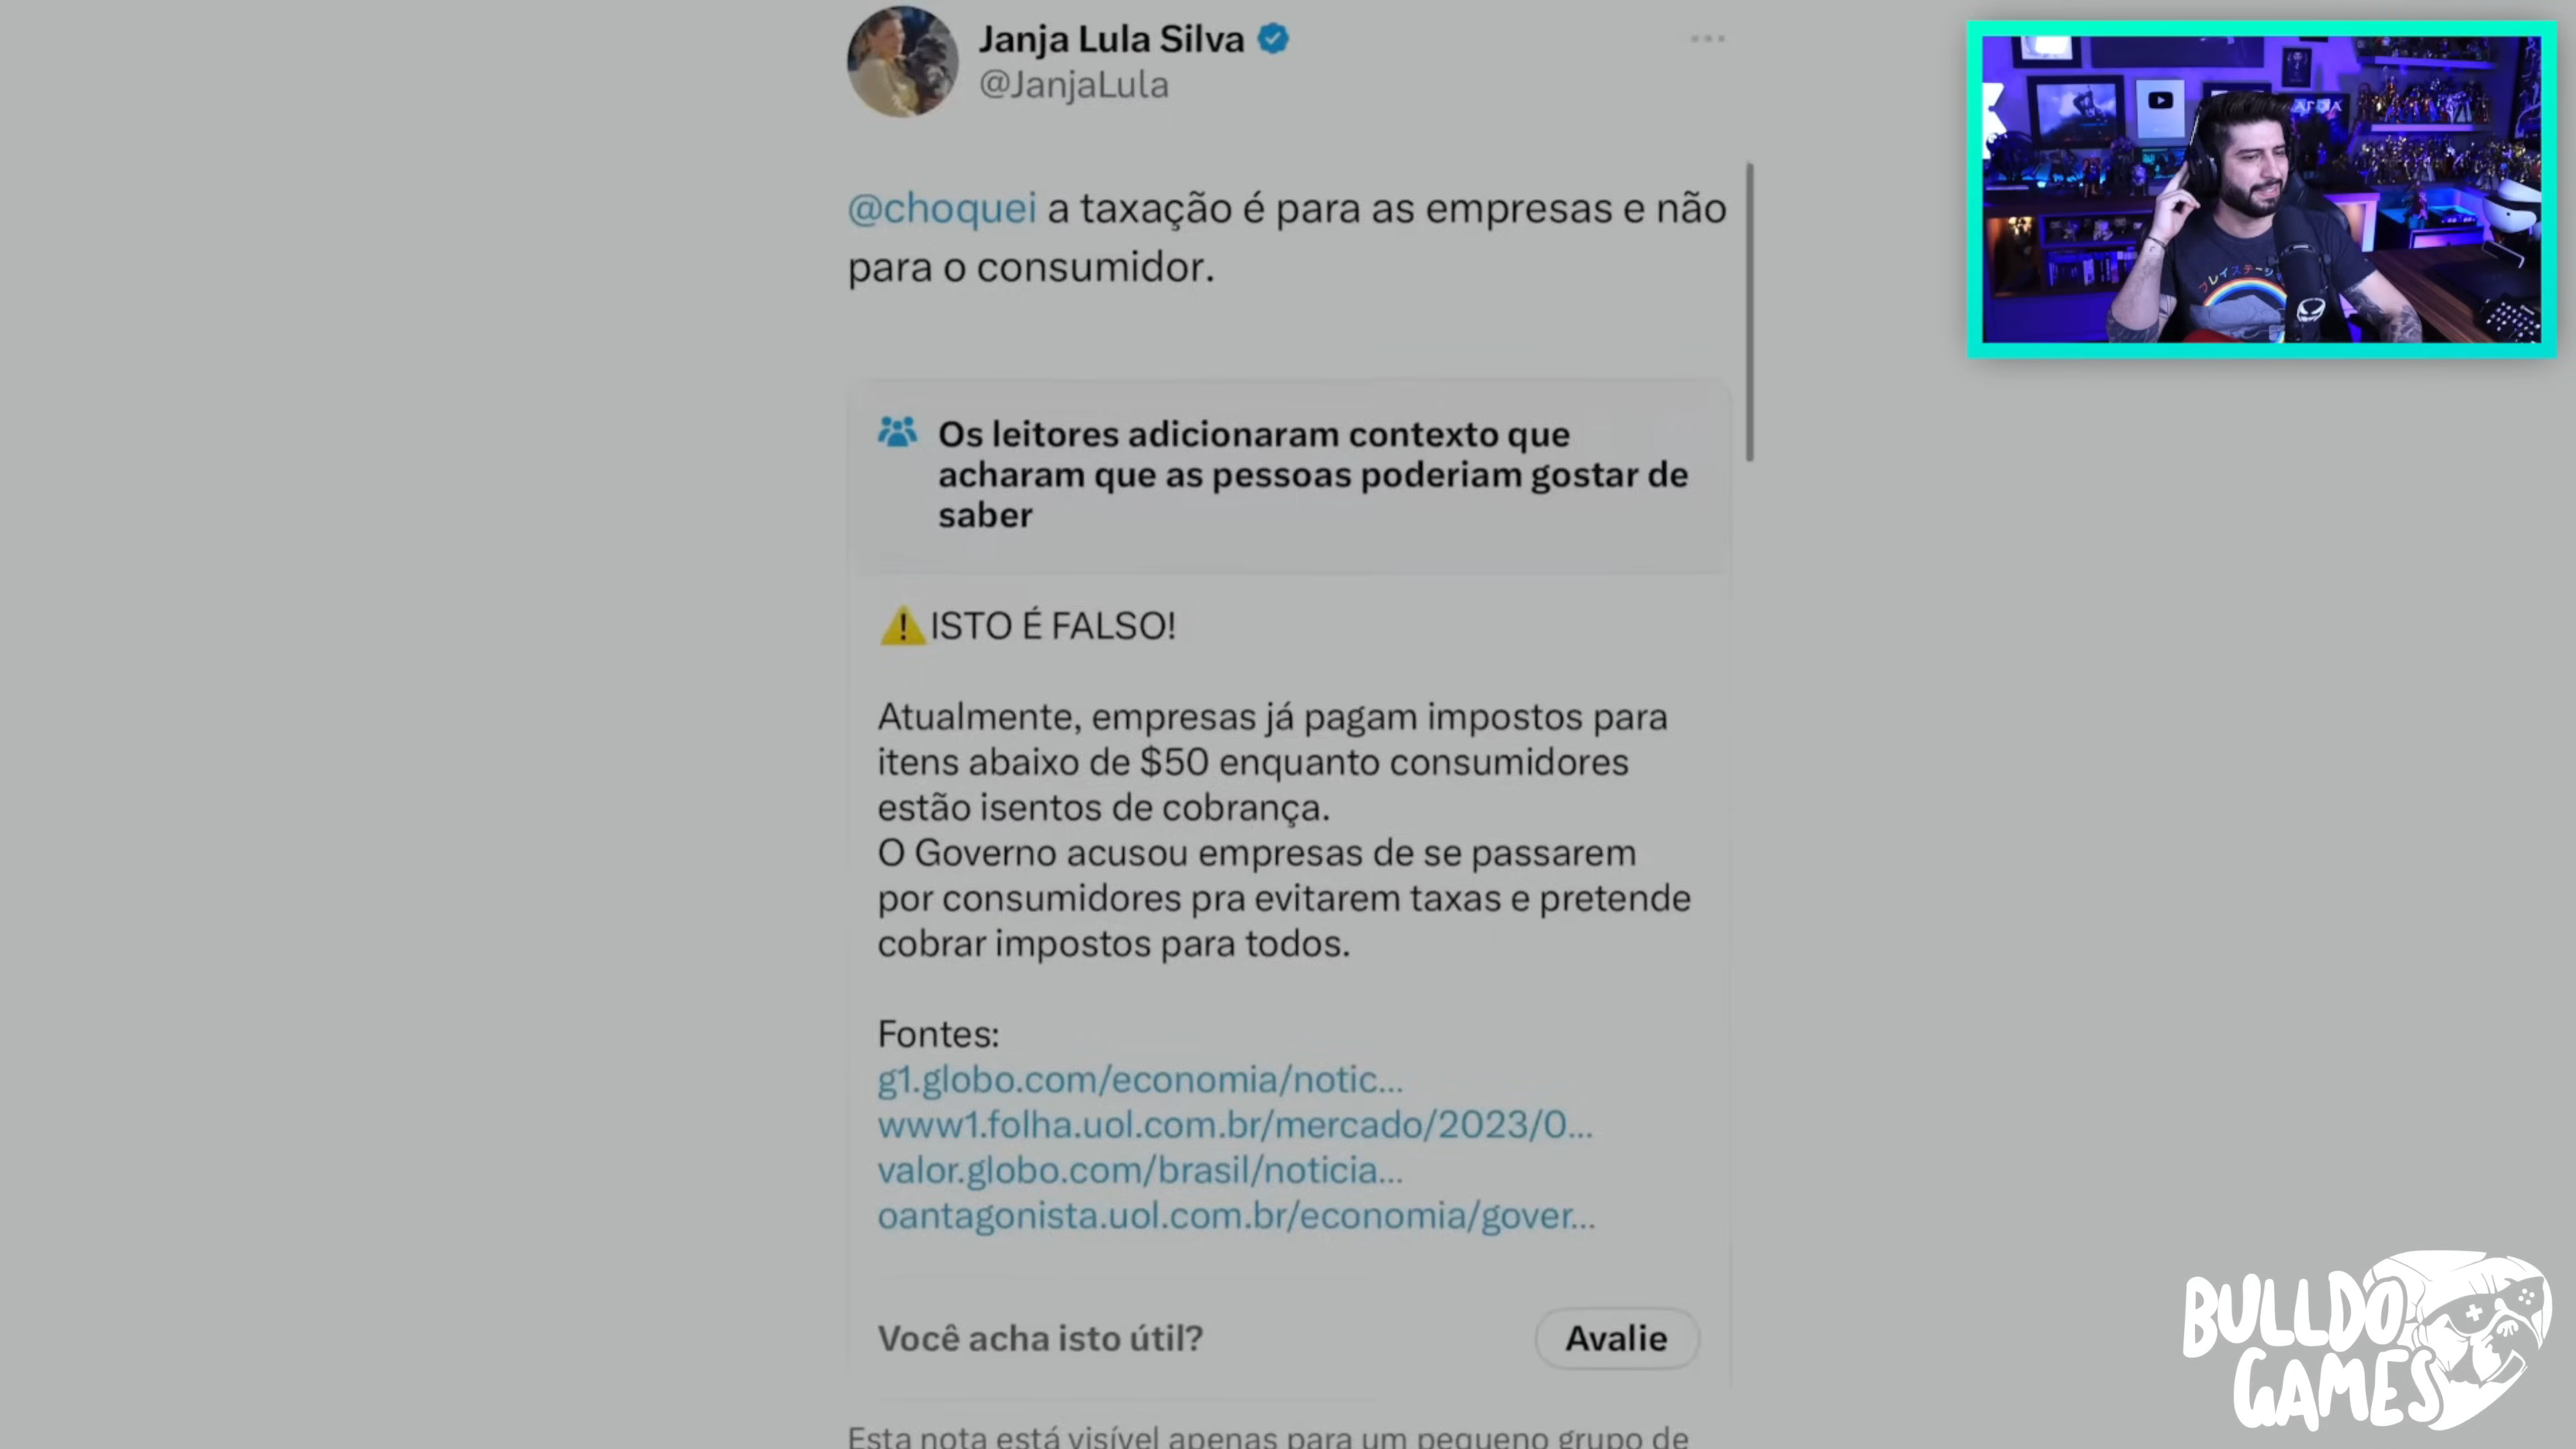 Janja Lula Silva
@JanjaLula
@choquei a taxação é para as empresas e não
para o consumidor.
Os leitores adicionaram contexto que
acharam que as pessoas poderiam gostar de
saber
ISTO É FALSO!
Atualmente, empresas já pagam impostos para
itens abaixo de $50 enquanto consumidores
estão isentos de cobrança.
O Governo acusou empresas de se passarem
por consumidores pra evitarem taxas e pretende
cobrar impostos para todos.
Fontes:
g1.globo.com/economia/notic...
www1.folha.uol.com.br/mercado/2023/0...
valor.globo.com/brasil/noticia...
oantagonista.uol.com.br/economia/gover...
Você acha isto útil?
Avalie
Esta nota está visível apenas para um pequeno grupo de
BULLDOG
GAMES